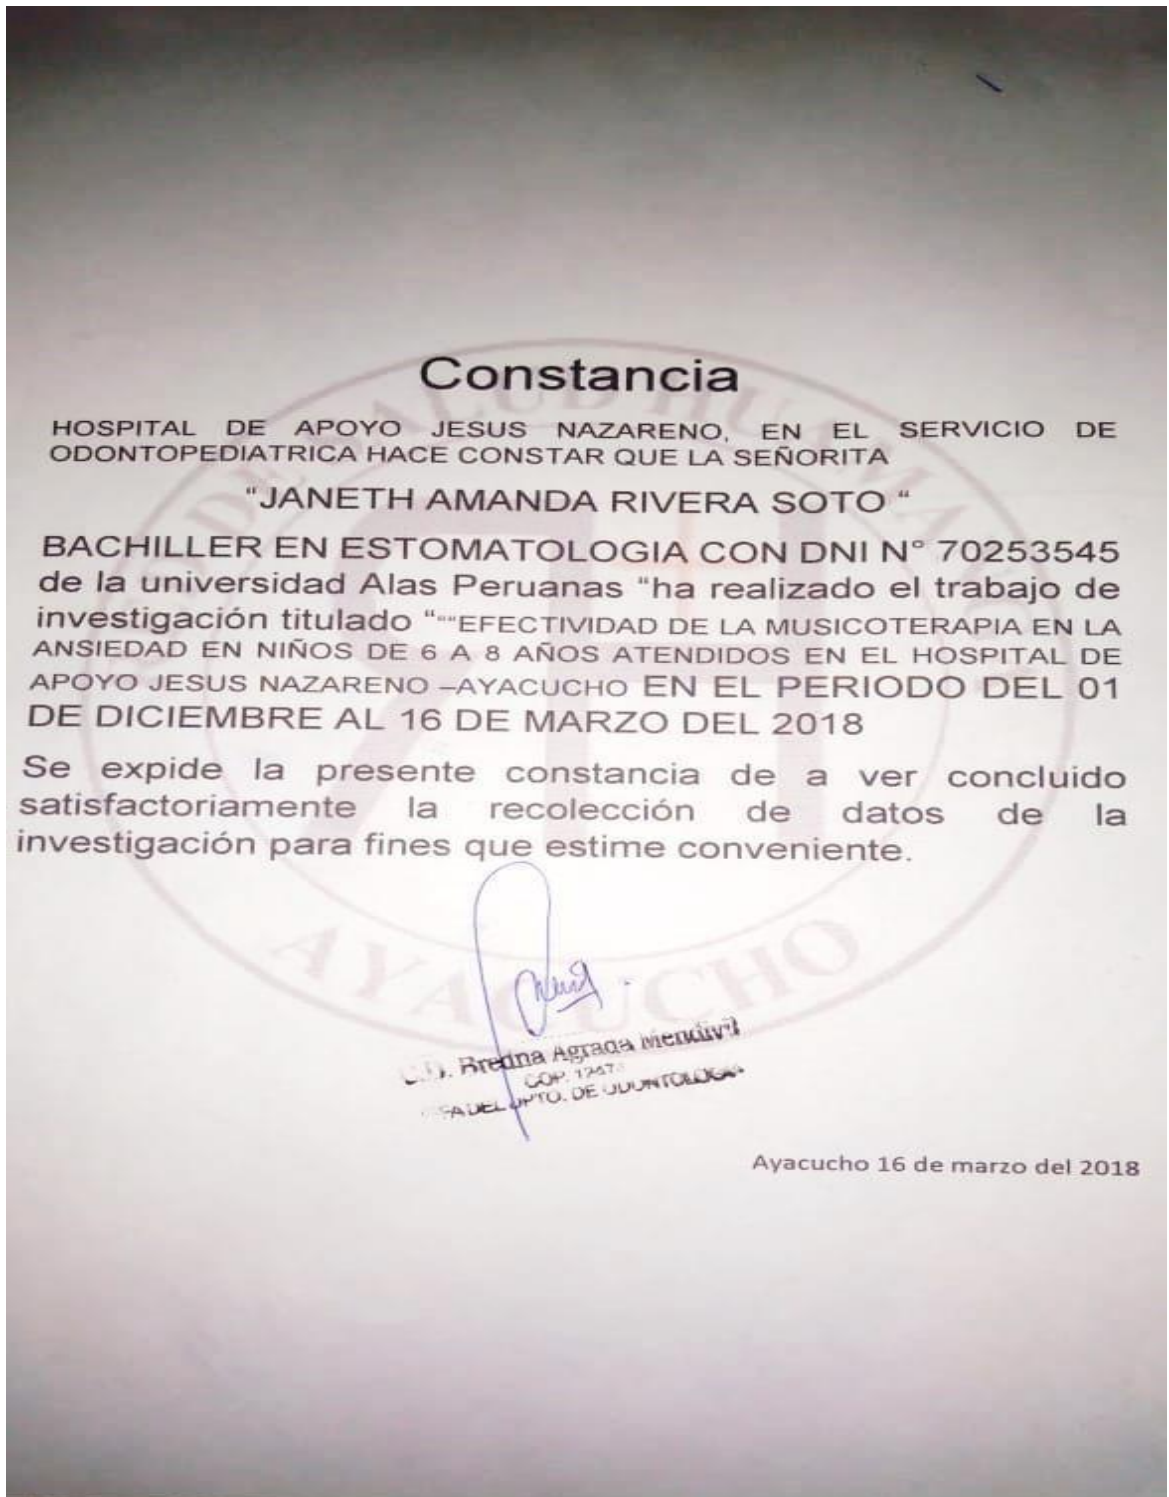 Constancia
HOSPITAL DE APOYO JESUS NAZARENO, EN EL SERVICIO DE
ODONTOPEDIATRICA HACE CONSTAR QUE LA SEÑORITA
“JANETH AMANDA RIVERA SOTO “
BACHILLER EN ESTOMATOLOGIA CON DNI N° 70253545
de la universidad Alas Peruanas “ha realizado el trabajo de
investigación titulado “““EFECTIVIDAD DE LA MUSICOTERAPIA EN LA
ANSIEDAD EN NIÑOS DE 6 A 8 AÑOS ATENDIDOS EN EL HOSPITAL DE
APOYO JESUS NAZARENO –AYACUCHO EN EL PERIODO DEL 01
DE DICIEMBRE AL 16 DE MARZO DEL 2018
Se expide la presente constancia de a ver concluido
satisfactoriamente la recolección de datos de la
investigación para fines que estime conveniente.
AYACUCHO
Agrada Mendivil
COP.
DEL DPTO. DE ODONTOLOGIA
Ayacucho 16 de marzo del 2018